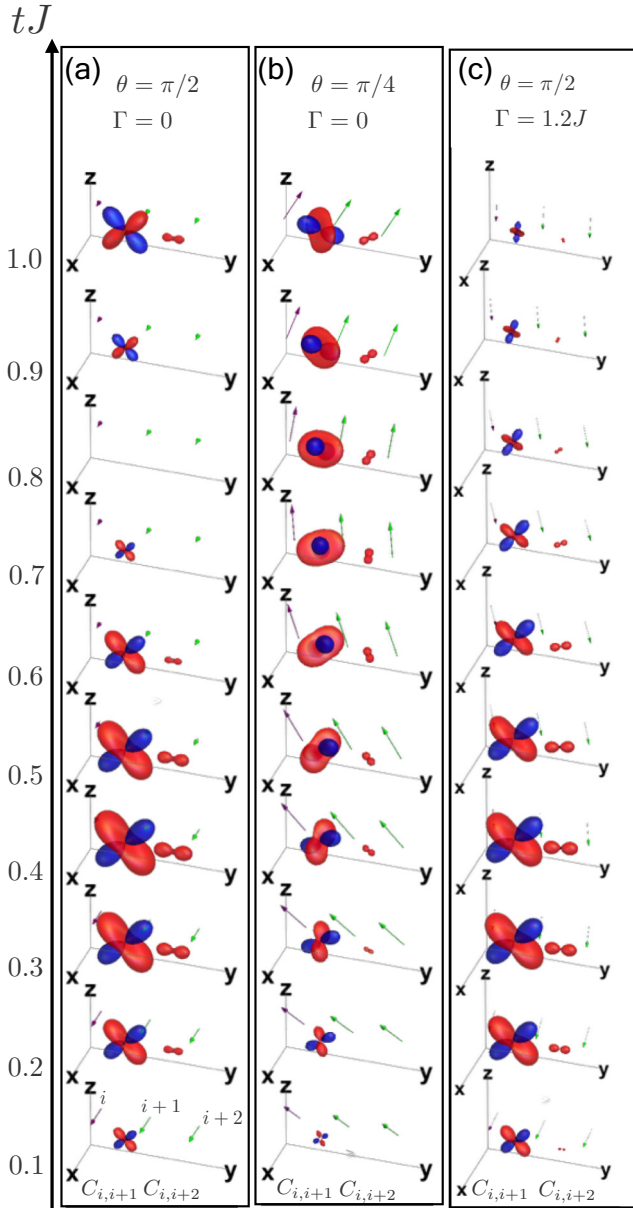 tJ
(a)
θ = π/2
Γ = 0
(b)
θ = π/4
Γ = 0
(c)
θ = π/2
Γ = 1.2J
1.0
z
x
y
z
x
y
z
x
y
0.9
z
x
y
z
x
y
z
x
y
0.8
z
x
y
z
x
y
z
x
y
0.7
z
x
y
z
x
y
z
x
y
0.6
z
x
y
z
x
y
z
x
y
0.5
z
x
y
z
x
y
z
x
y
0.4
z
x
y
z
x
y
z
x
y
0.3
z
x
y
z
x
y
z
x
y
0.2
z
x
y
z
x
y
z
x
y
0.1
z
i
i + 1
i + 2
x
y
z
x
y
z
x
y
C_{i,i+1} C_{i,i+2}
C_{i,i+1} C_{i,i+2}
C_{i,i+1} C_{i,i+2}